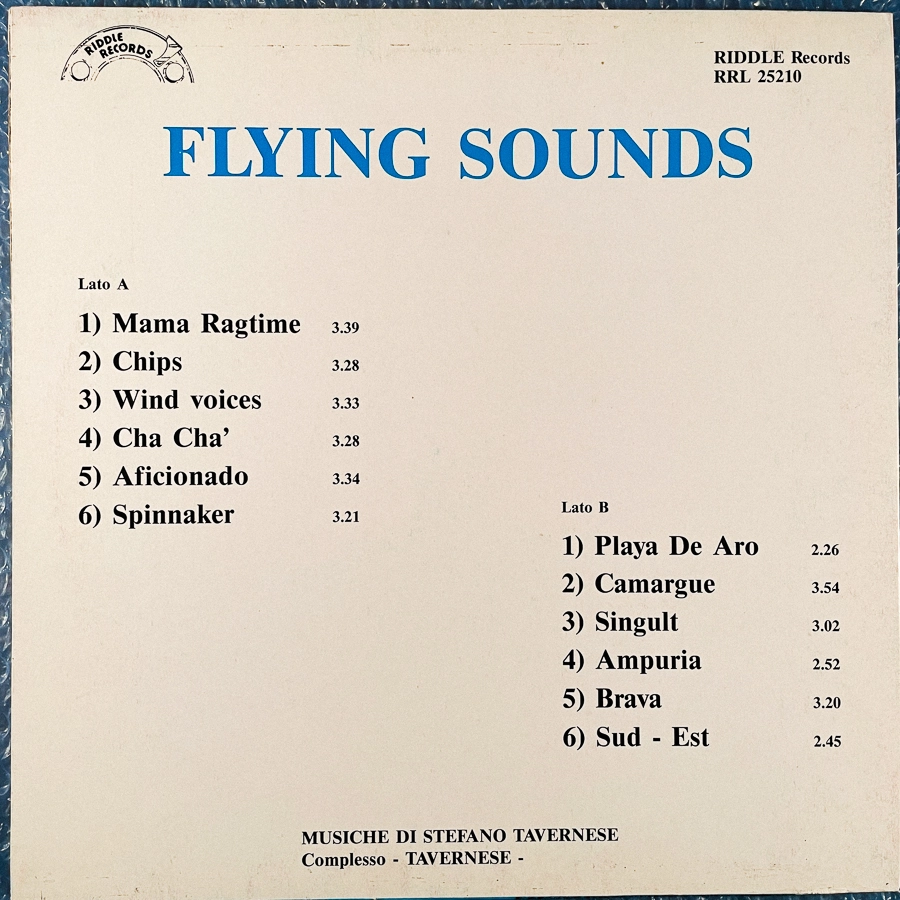 RIDDLE
RECORDS
RIDDLE Records
RRL 25210
FLYING SOUNDS
Lato A
1) Mama Ragtime 3.39
2) Chips 3.28
3) Wind voices 3.33
4) Cha Cha’ 3.28
5) Aficionado 3.34
6) Spinnaker 3.21
Lato B
1) Playa De Aro 2.26
2) Camargue 3.54
3) Singult 3.02
4) Ampuria 2.52
5) Brava 3.20
6) Sud - Est 2.45
MUSICHE DI STEFANO TAVERNESE
Complesso - TAVERNESE -